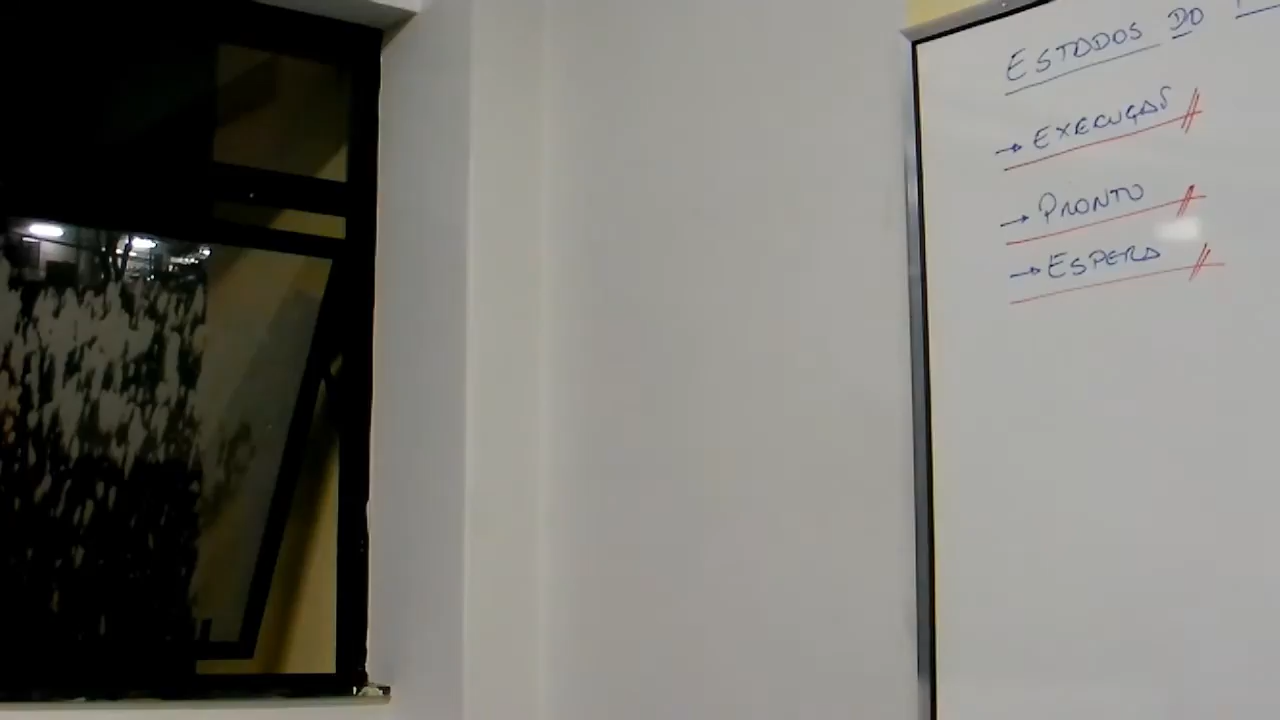 ESTADOS DO
→ EXECUÇÃO
→ PRONTO
→ ESPERA